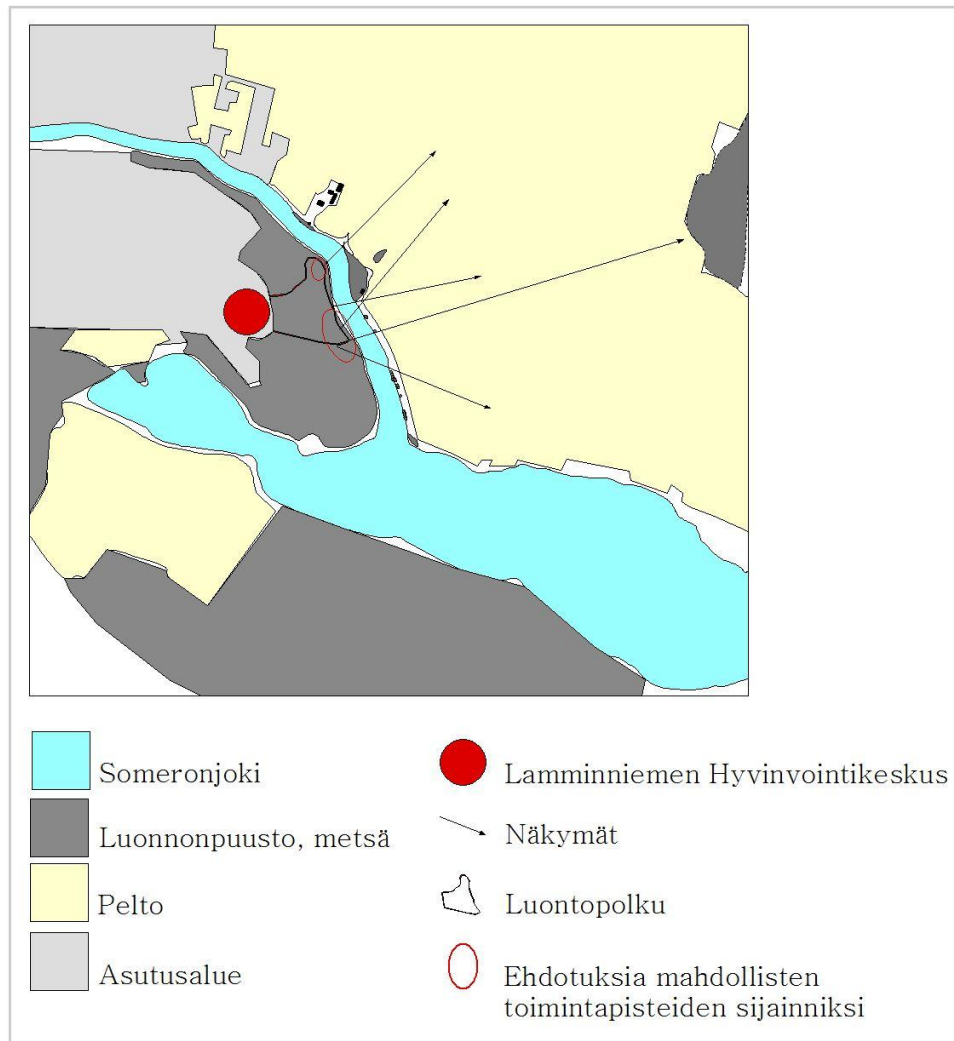 Someronjoki
Luonnonpuusto, metsä
Pelto
Asutusalue
Lamminniemen Hyvinvointikeskus
Näkymät
Luontopolku
Ehdotuksia mahdollisten
toimintapisteiden sijainniksi